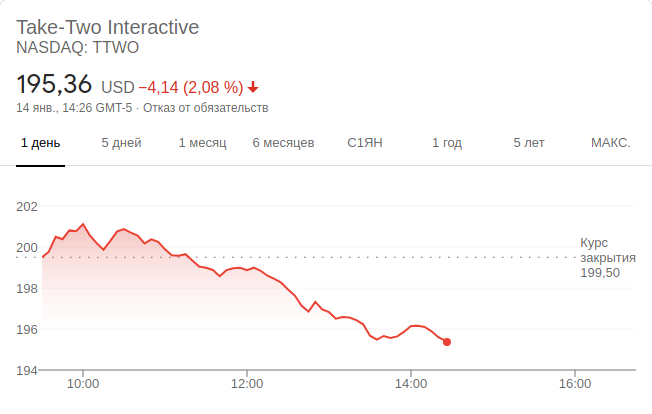 Take-Two Interactive
NASDAQ: TTWO
195,36 USD −4,14 (2,08 %)
14 янв., 14:26 GMT-5 · Отказ от обязательств
1 день 5 дней 1 месяц 6 месяцев С1ЯН 1 год 5 лет МАКС.
202
200
198
196
194
Курс
закрытия
199,50
10:00 12:00 14:00 16:00